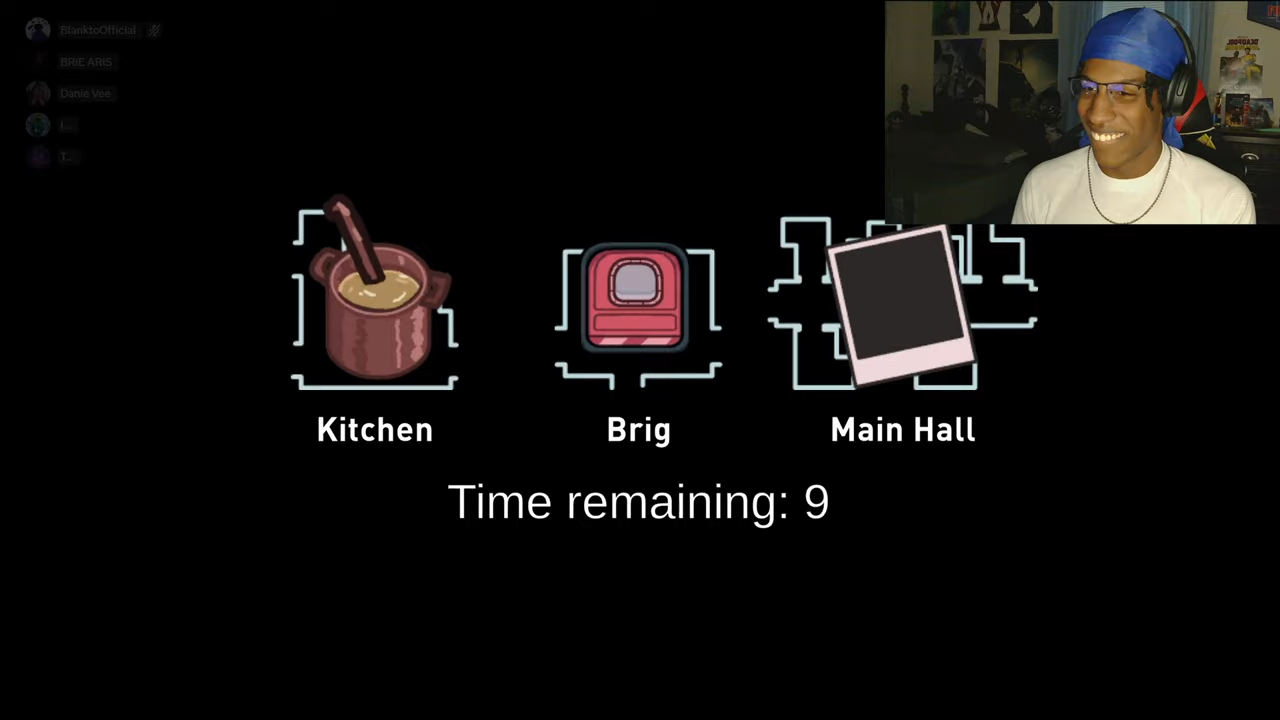 BlanktoOfficial
BRIE ARIS
Danie Vee
I...
T...
Kitchen
Brig
Main Hall
Time remaining: 9